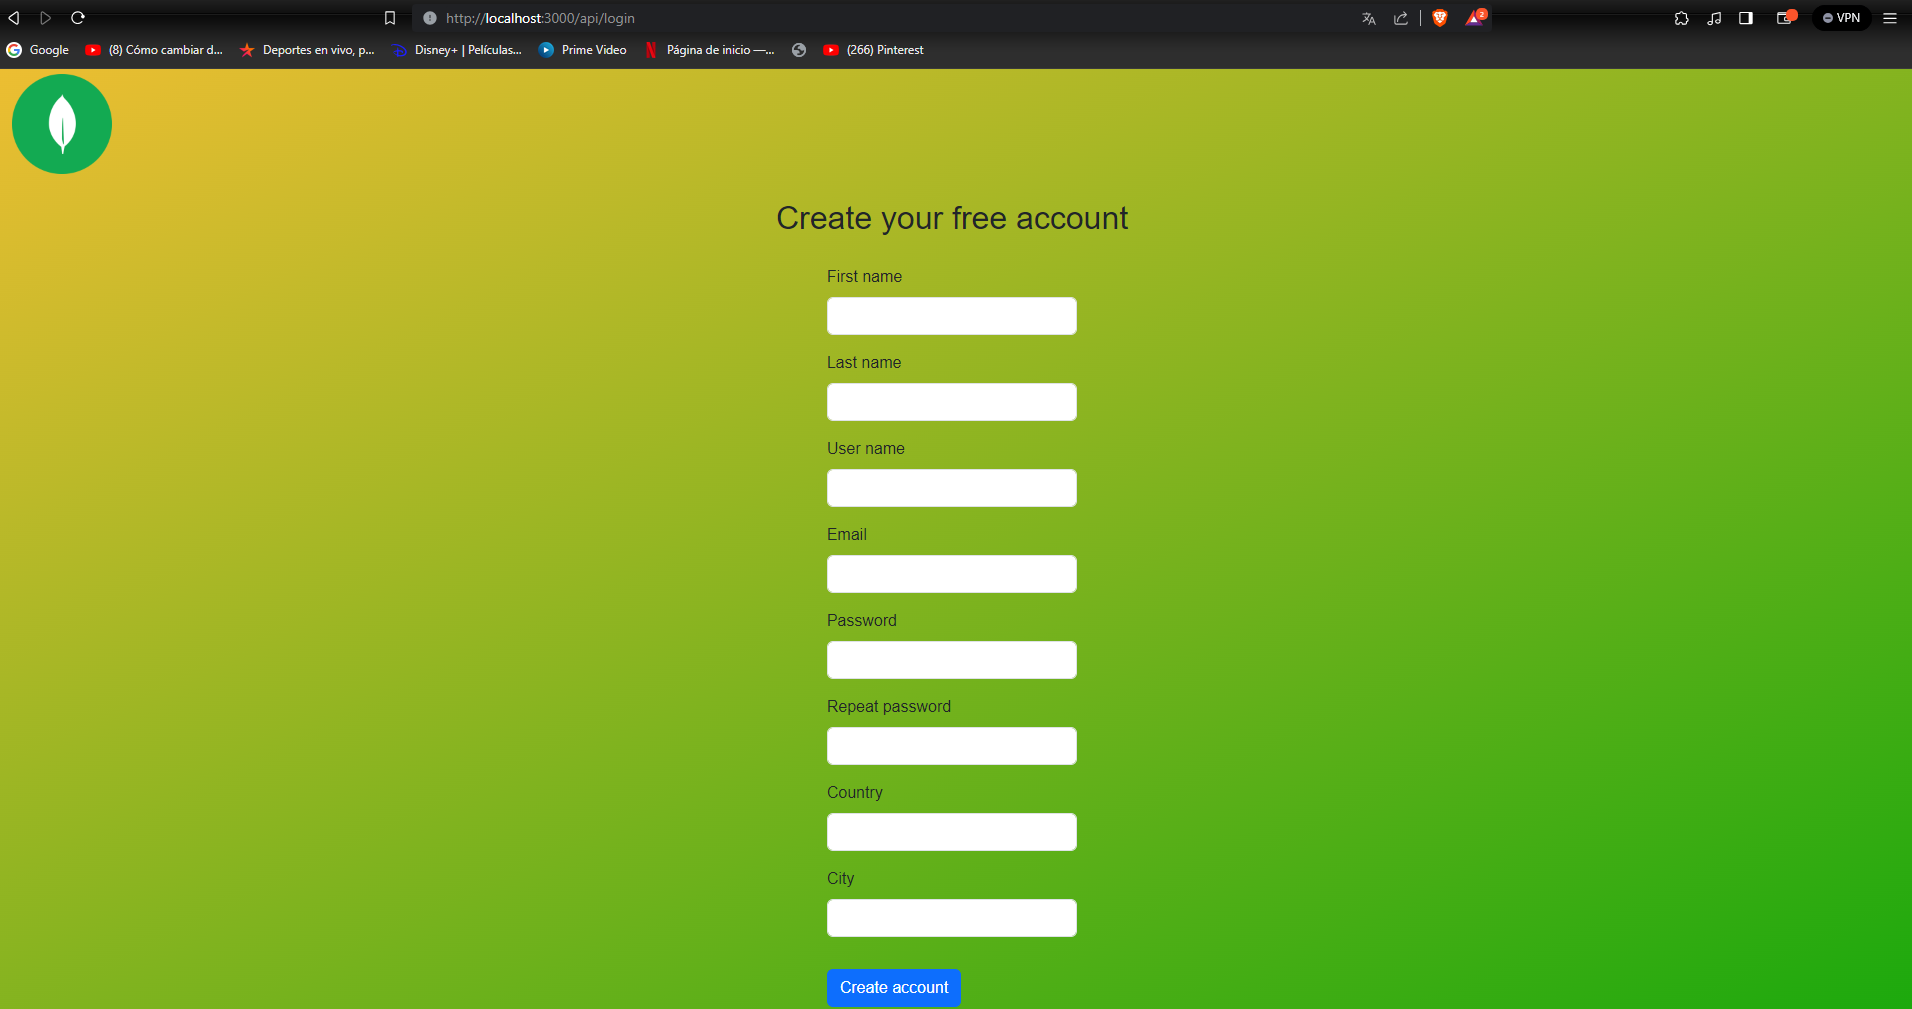 http://localhost:3000/api/login
2
VPN
Google
(8) Cómo cambiar d...
Deportes en vivo, p...
Disney+ | Películas...
Prime Video
Página de inicio —...
(266) Pinterest
Create your free account
First name
Last name
User name
Email
Password
Repeat password
Country
City
Create account